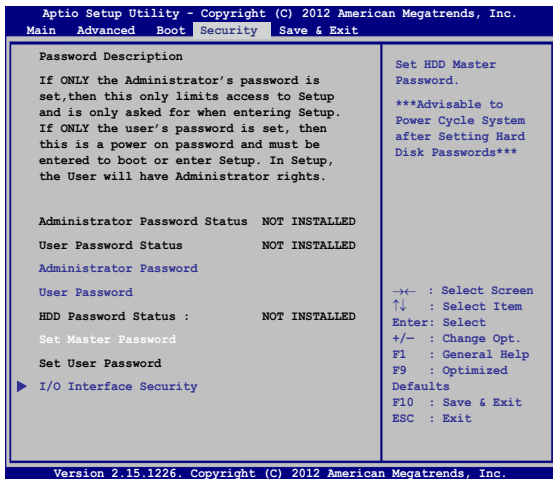 Aptio Setup Utility - Copyright (C) 2012 American Megatrends, Inc.
Main Advanced Boot Security Save & Exit
Password Description
If ONLY the Administrator's password is
set,then this only limits access to Setup
and is only asked for when entering Setup.
If ONLY the user's password is set, then
this is a power on password and must be
entered to boot or enter Setup. In Setup,
the User will have Administrator rights.
Administrator Password Status NOT INSTALLED
User Password Status NOT INSTALLED
Administrator Password
User Password
HDD Password Status : NOT INSTALLED
Set Master Password
Set User Password
I/O Interface Security
Set HDD Master
Password.
***Advisable to
Power Cycle System
after Setting Hard
Disk Passwords***
→← : Select Screen
↑↓ : Select Item
Enter: Select
+/— : Change Opt.
F1 : General Help
F9 : Optimized
Defaults
F10 : Save & Exit
ESC : Exit
Version 2.15.1226. Copyright (C) 2012 American Megatrends, Inc.